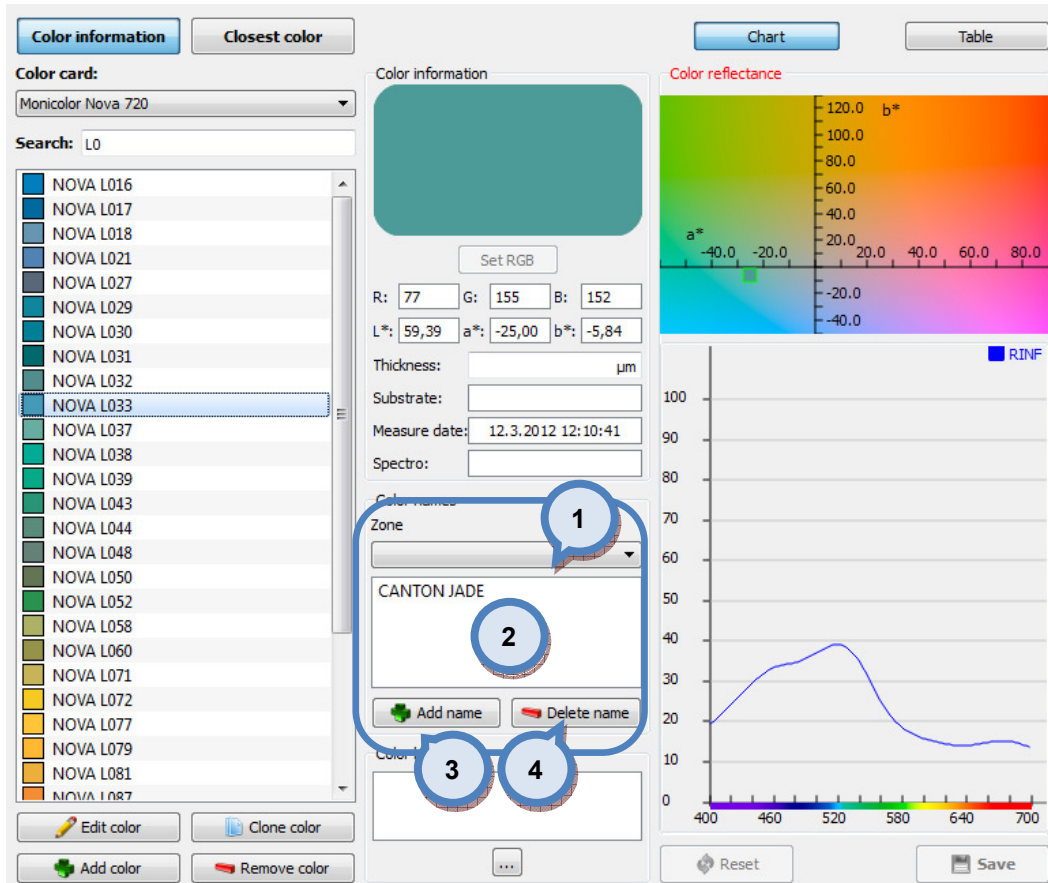 Color information
Closest color
Chart
Table
Color card:
Monicolor Nova 720
Search: L0
NOVA L016
NOVA L017
NOVA L018
NOVA L021
NOVA L027
NOVA L029
NOVA L030
NOVA L031
NOVA L032
NOVA L033
NOVA L037
NOVA L038
NOVA L039
NOVA L043
NOVA L044
NOVA L048
NOVA L050
NOVA L052
NOVA L058
NOVA L060
NOVA L071
NOVA L072
NOVA L077
NOVA L079
NOVA L081
NOVA L087
Edit color
Clone color
Add color
Remove color
Color information
Set RGB
R: 77 G: 155 B: 152
L*: 59,39 a*: -25,00 b*: -5,84
Thickness: µm
Substrate:
Measure date: 12.3.2012 12:10:41
Spectro:
Color names
1
Zone
CANTON JADE
2
Add name
Delete name
3
4
Color
...
Color reflectance
120.0 b*
100.0
80.0
60.0
40.0
20.0
a*
-40.0 -20.0 20.0 40.0 60.0 80.0
-20.0
-40.0
RINF
100
90
80
70
60
50
40
30
20
10
0
400 460 520 580 640 700
Reset
Save